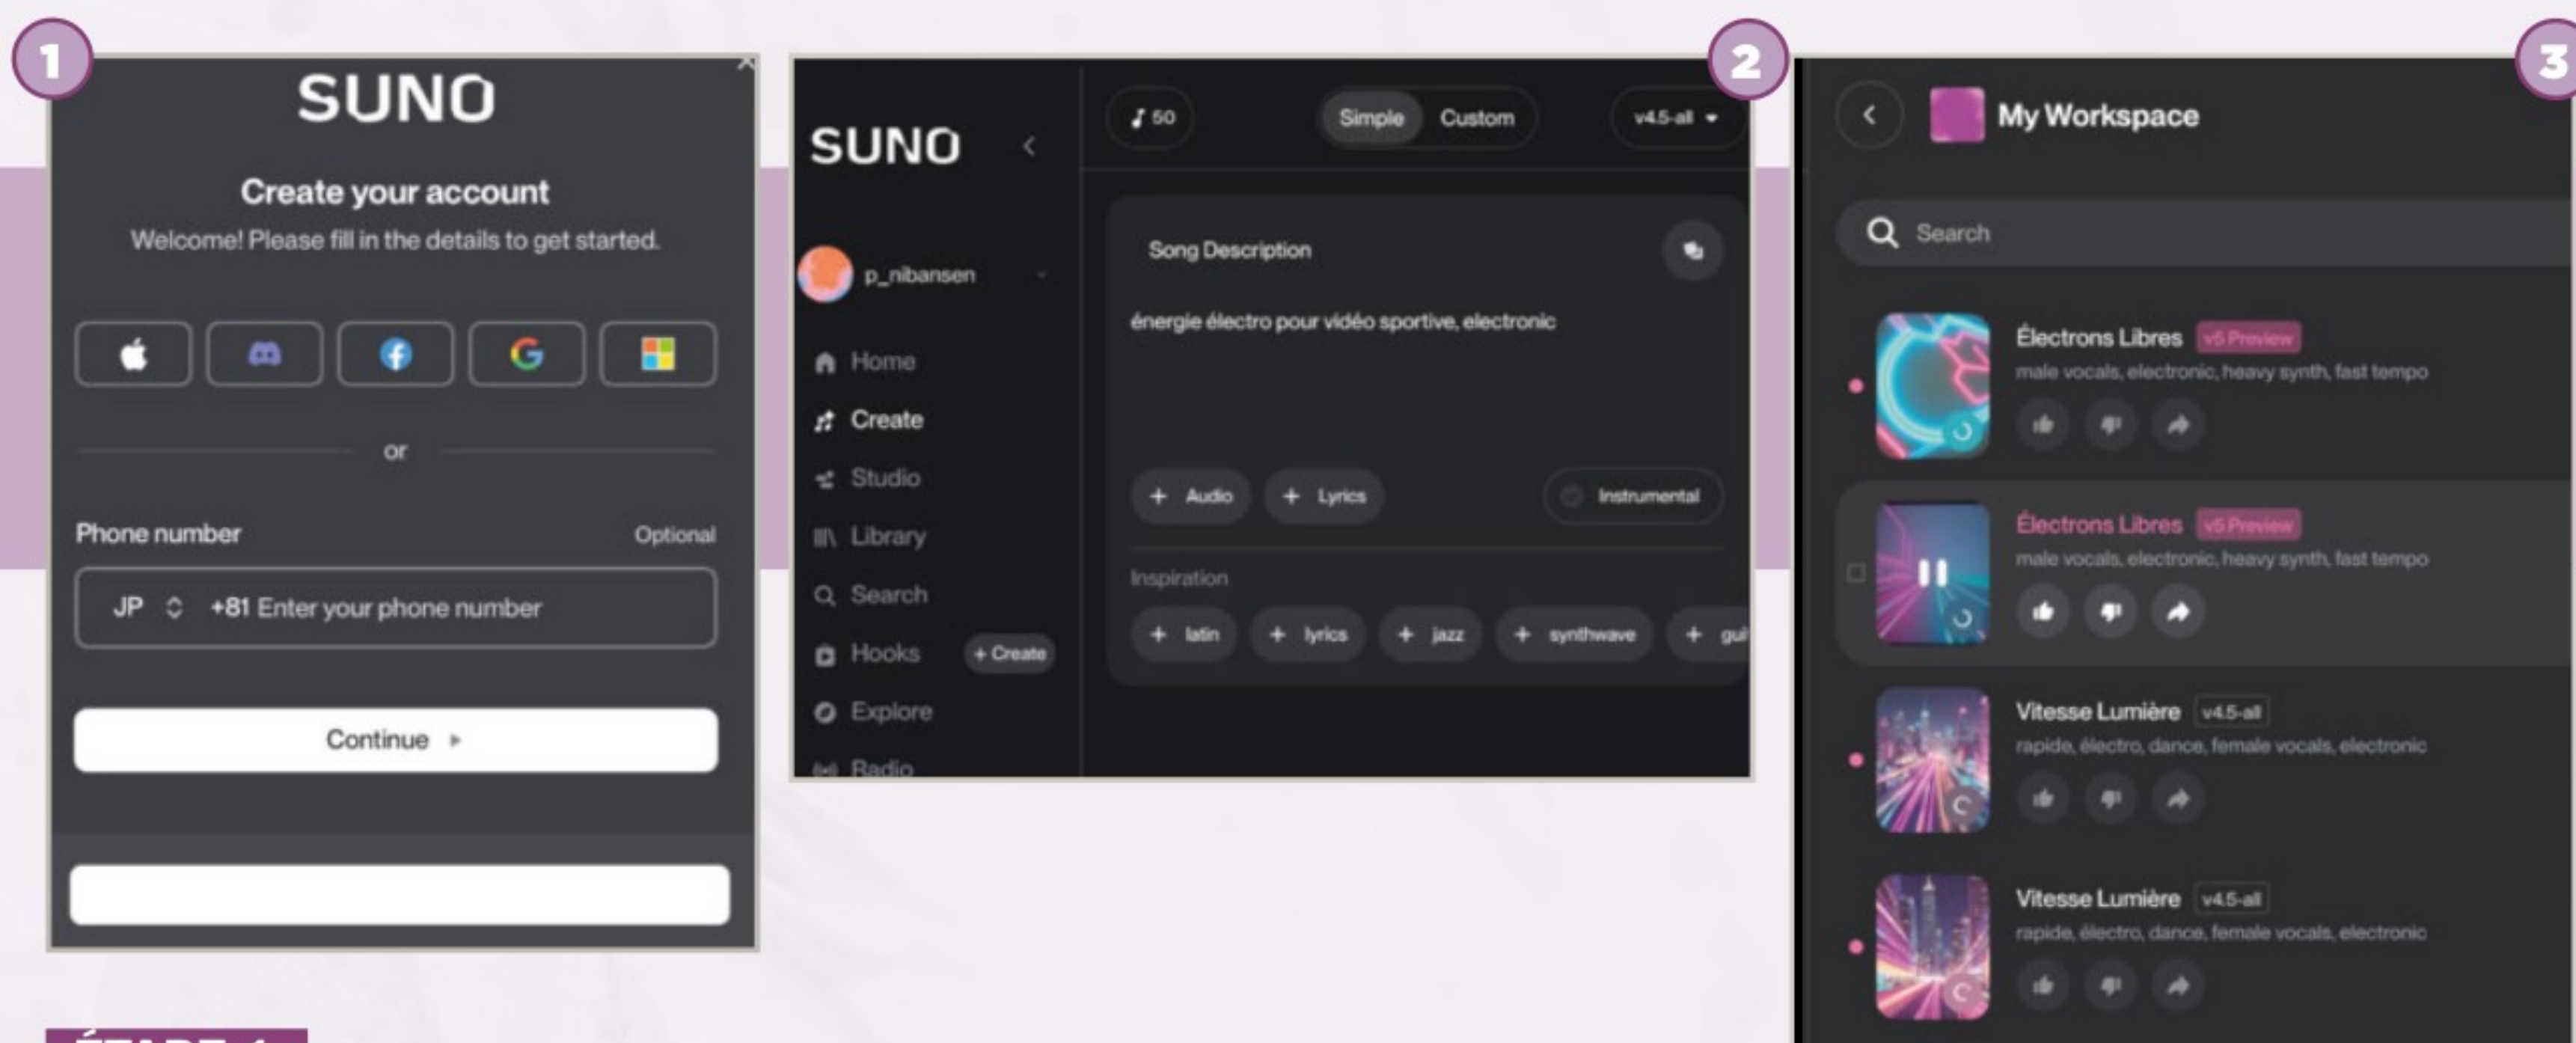 1
SUNO
Create your account
Welcome! Please fill in the details to get started.
or
Phone number Optional
JP +81 Enter your phone number
Continue
2
SUNO
p_nibansen
Home
Create
Studio
Library
Search
Hooks + Create
Explore
Radio
50 Simple Custom v4.5-all
Song Description
énergie électro pour vidéo sportive, electronic
+ Audio + Lyrics Instrumental
Inspiration
+ latin + lyrics + jazz + synthwave + gui
3
My Workspace
Search
Électrons Libres v5 Preview
male vocals, electronic, heavy synth, fast tempo
Électrons Libres v5 Preview
male vocals, electronic, heavy synth, fast tempo
Vitesse Lumière v4.5-all
rapide, électro, dance, female vocals, electronic
Vitesse Lumière v4.5-all
rapide, électro, dance, female vocals, electronic